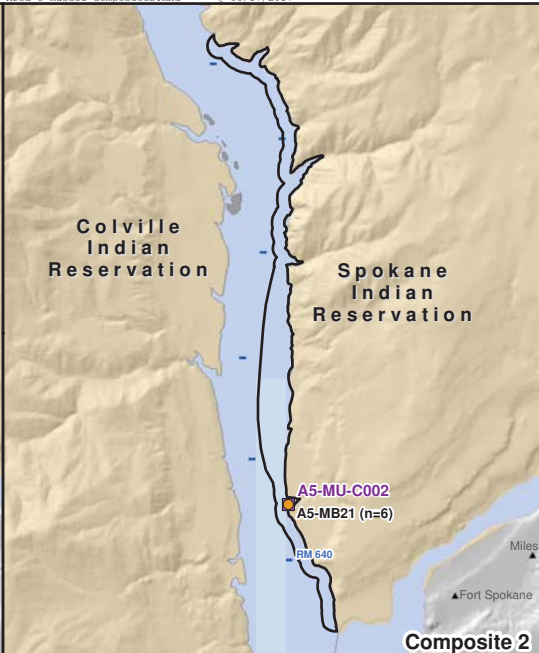 Colville
Indian
Reservation
Spokane
Indian
Reservation
A5-MU-C002
A5-MB21 (n=6)
RM 640
Miles
Fort Spokane
Composite 2